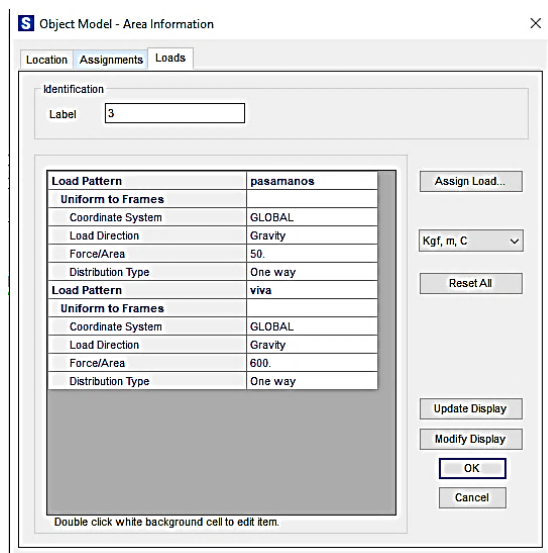 S Object Model - Area Information
Location Assignments Loads
Identification
Label 3
Load Pattern pasamanos
Uniform to Frames
Coordinate System GLOBAL
Load Direction Gravity
Force/Area 50.
Distribution Type One way
Load Pattern viva
Uniform to Frames
Coordinate System GLOBAL
Load Direction Gravity
Force/Area 600.
Distribution Type One way
Double click white background cell to edit item.
Assign Load...
Kgf, m, C
Reset All
Update Display
Modify Display
OK
Cancel